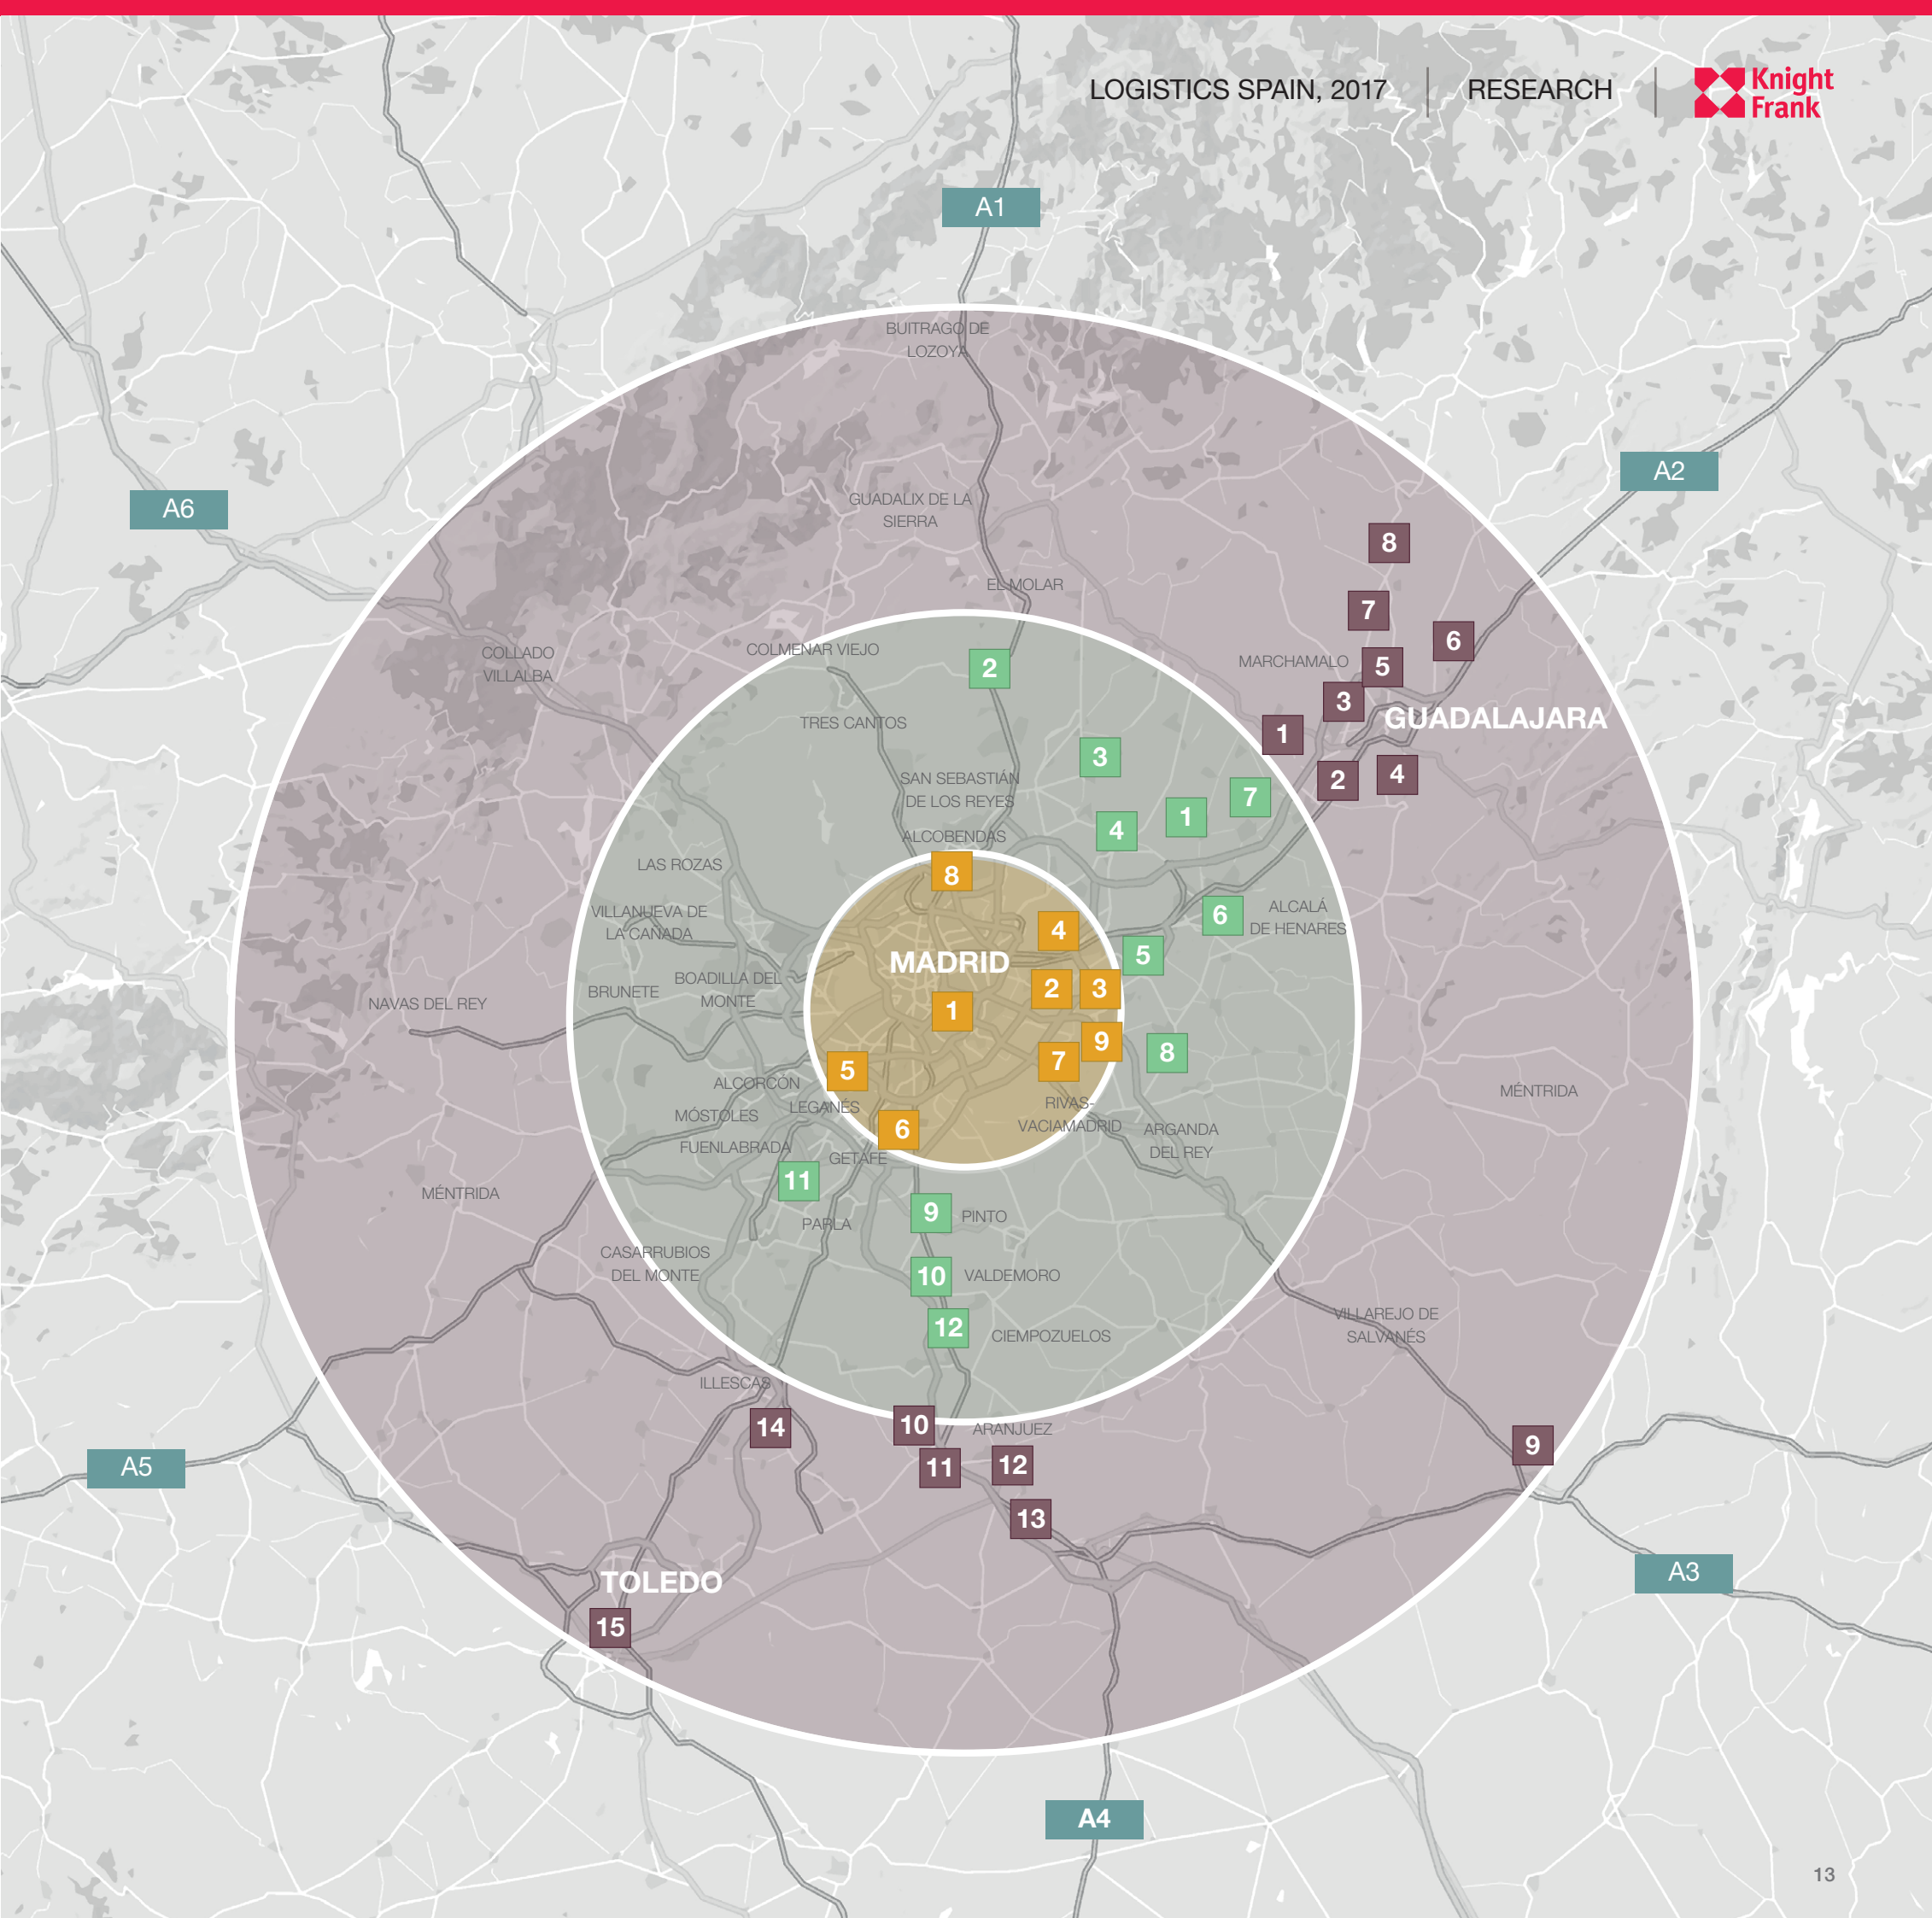 LOGISTICS SPAIN, 2017
RESEARCH
Knight
Frank
A1
BUITRAGO DE
LOZOYA
A2
GUADALIX DE LA
SIERRA
A6
8
EL MOLAR
7
6
COLLADO
VILLALBA
COLMENAR VIEJO
2
MARCHAMALO
5
3
TRES CANTOS
GUADALAJARA
1
3
SAN SEBASTIÁN
DE LOS REYES
2
4
7
1
4
ALCOBENDAS
LAS ROZAS
8
VILLANUEVA DE
LA CAÑADA
4
6
ALCALÁ
DE HENARES
5
MADRID
BOADILLA DEL
MONTE
BRUNETE
NAVAS DEL REY
2
3
1
9
8
7
5
ALCORCÓN
MÉNTRIDA
LEGANÉS
RIVAS-
VACIAMADRID
MÓSTOLES
6
ARGANDA
DEL REY
FUENLABRADA
GETAFE
11
MÉNTRIDA
9
PINTO
PARLA
CASARRUBIOS
DEL MONTE
10
VALDEMORO
VILLAREJO DE
SALVANÉS
12
CIEMPOZUELOS
ILLESCAS
14
10
ARANJUEZ
9
A5
11
12
13
A3
TOLEDO
15
A4
13